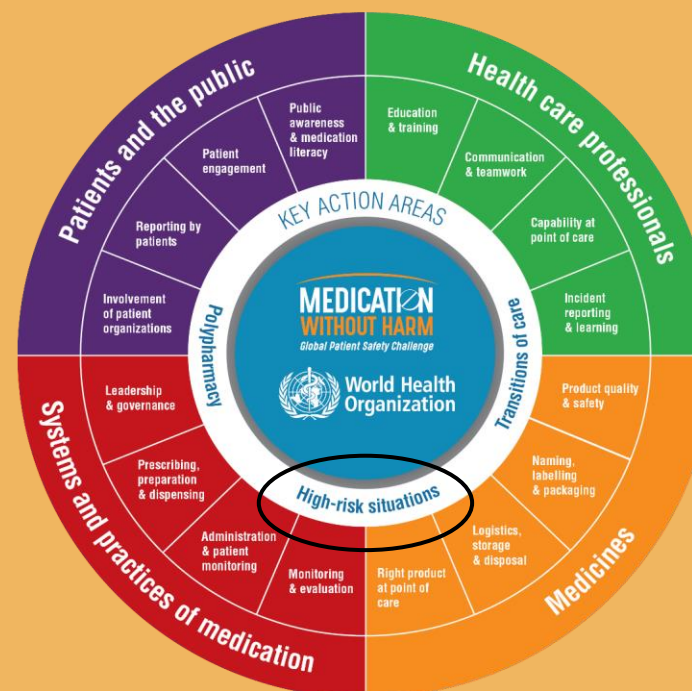 Patients and the public
Public
awareness
& medication
literacy
Patient
engagement
Reporting by
patients
Involvement
of patient
organizations
Health care professionals
Education
& training
Communication
& teamwork
Capability at
point of care
Incident
reporting
& learning
KEY ACTION AREAS
Polypharmacy
Transitions of care
High-risk situations
MEDICATION
WITHOUT HARM
Global Patient Safety Challenge
World Health
Organization
Systems and practices of medication
Leadership
& governance
Prescribing,
preparation
& dispensing
Administration
& patient
monitoring
Monitoring
& evaluation
Medicines
Product quality
& safety
Naming,
labelling
& packaging
Logistics,
storage
& disposal
Right product
at point of
care